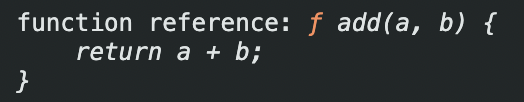 function reference: ƒ add(a, b) {
    return a + b;
}